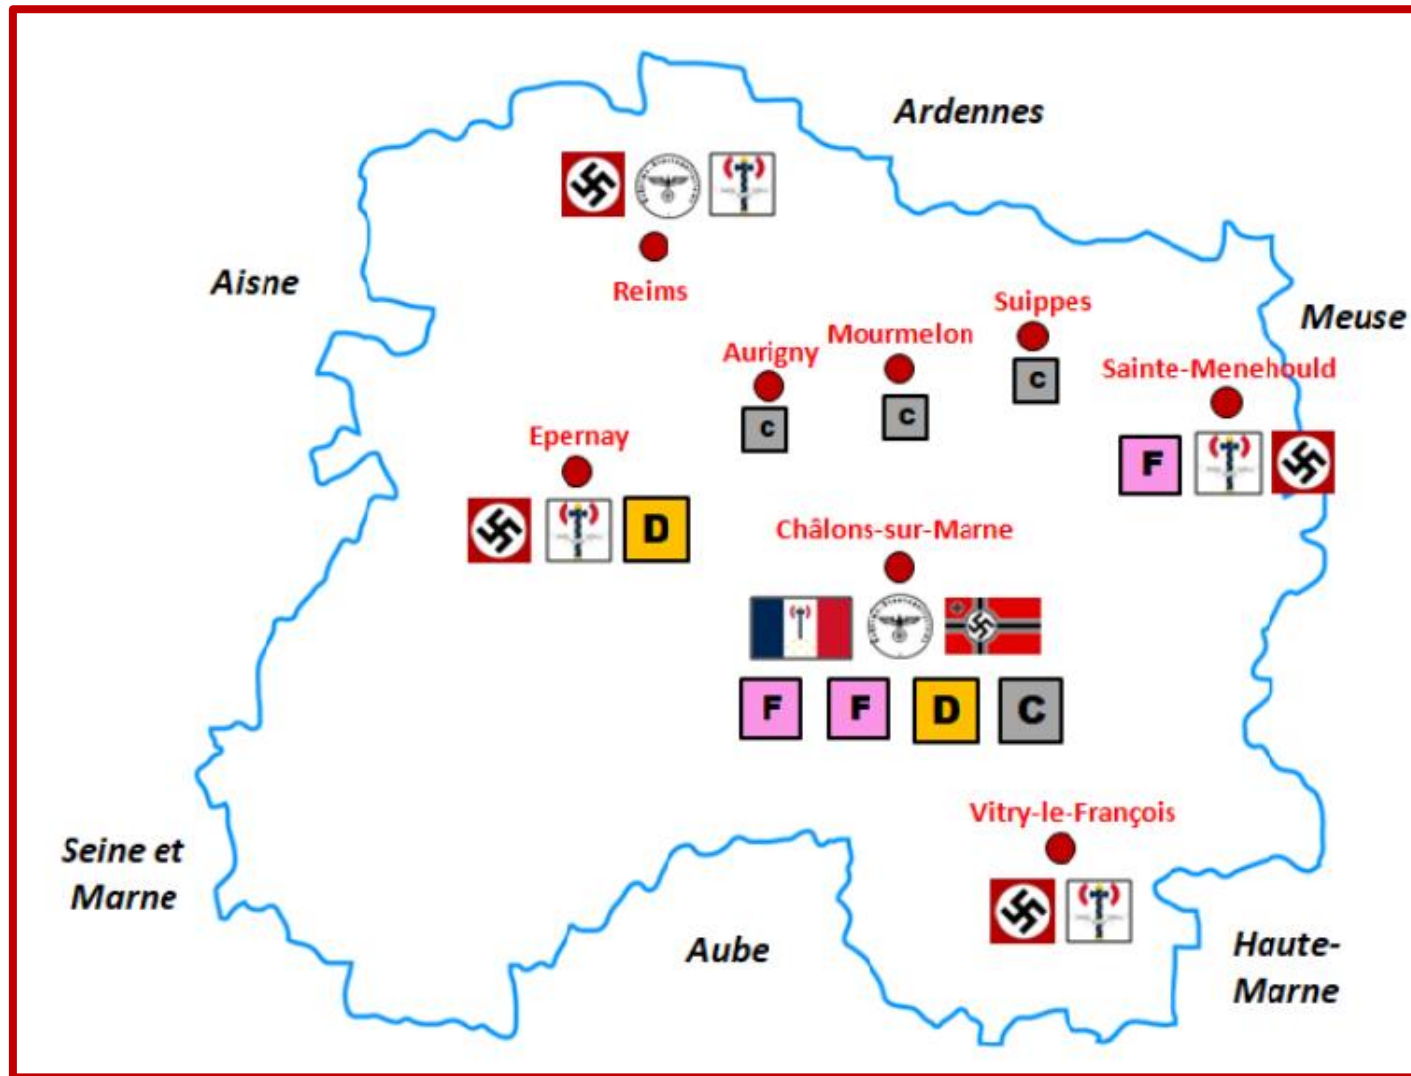 Ardennes
Aisne
Reims
Suippes
Meuse
Mourmelon
Aurigny
Sainte-Menehould
C
C
C
Epernay
F
D
Châlons-sur-Marne
F
F
D
C
Vitry-le-François
Seine et
Marne
Aube
Haute-
Marne